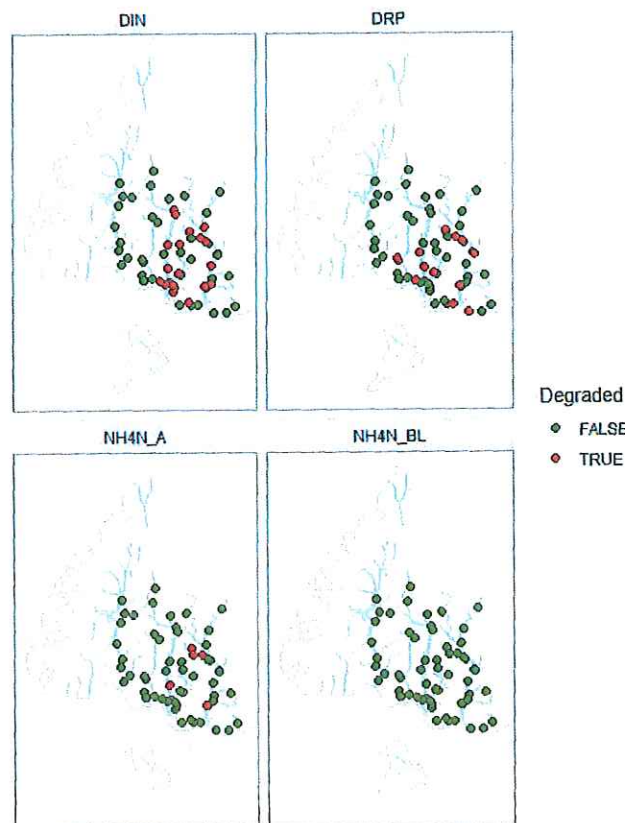 DIN
DRP
Degraded
FALSE
TRUE
NH4N_A
NH4N_BL